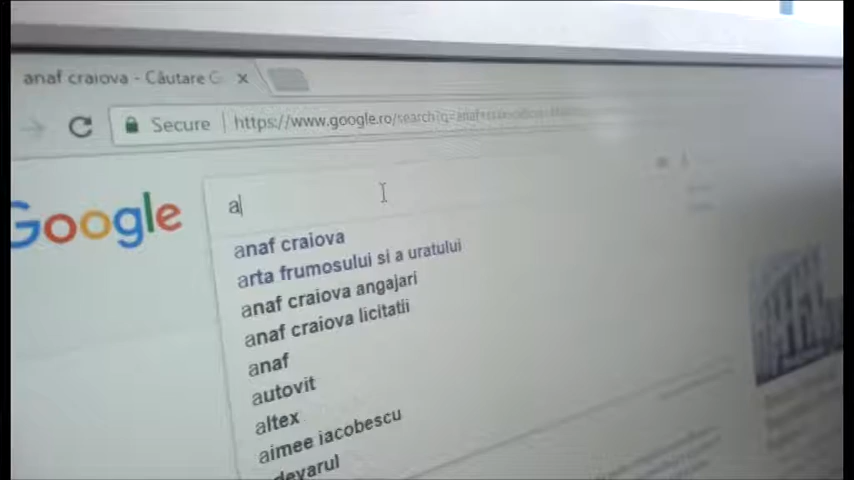 anaf craiova - Căutare G
Secure https://www.google.ro/search?q=anaf+
Google
a
anaf craiova
arta frumosului si a uratului
anaf craiova angajari
anaf craiova licitatii
anaf
autovit
altex
aimee iacobescu
devarul